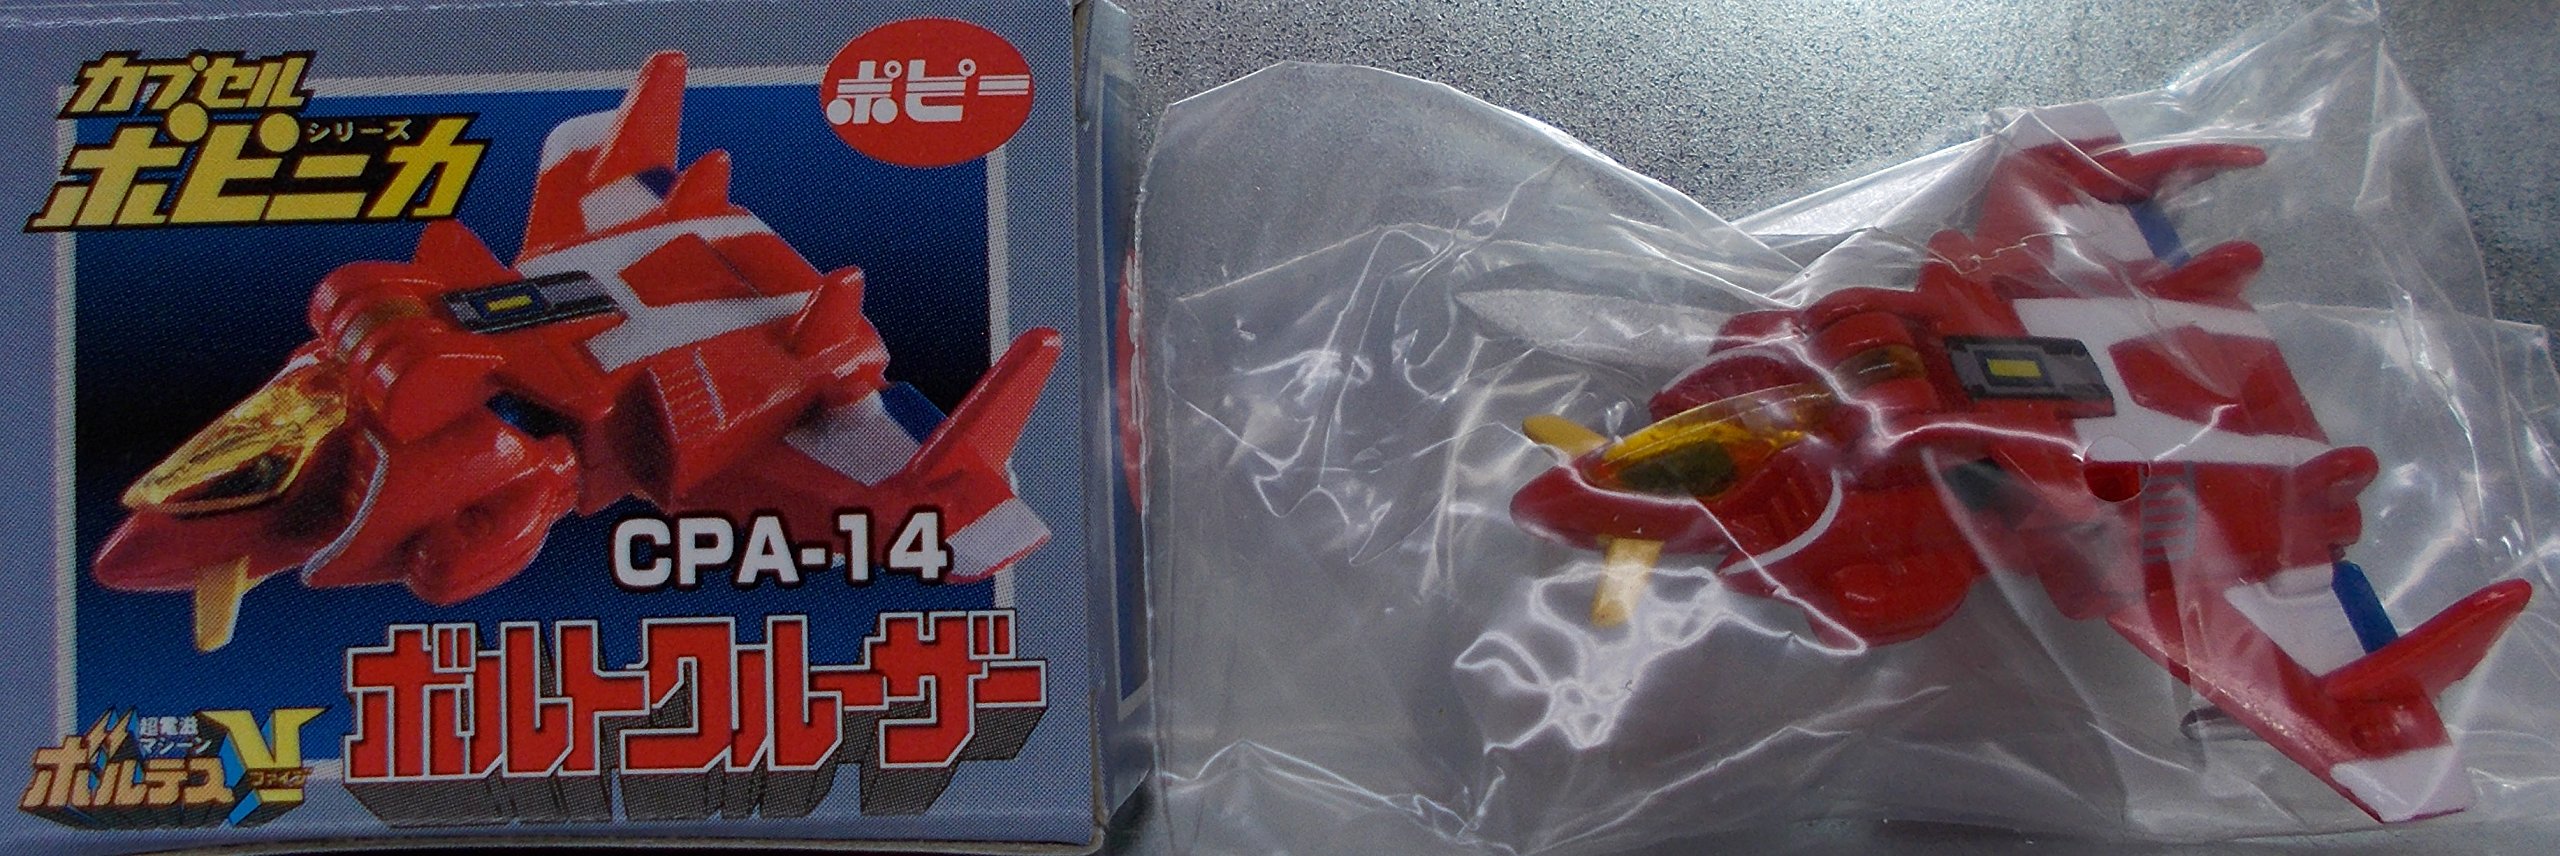 カプセル
ポピニカシリーズ
ポピー
CPA-14
ボルトクルーザー
超電磁
マシーン
ボルテスV
ファイブ